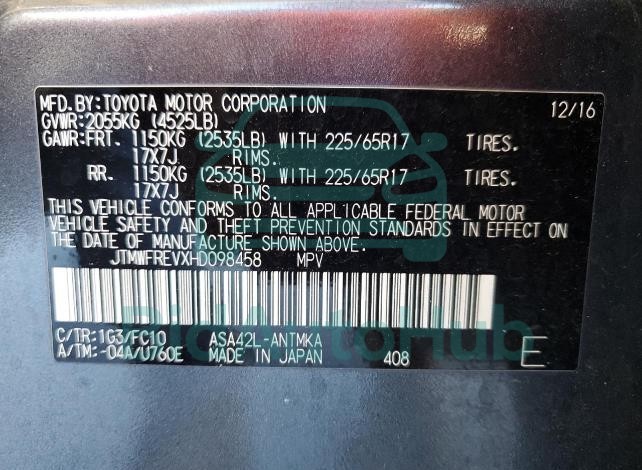 MFD.BY:TOYOTA MOTOR CORPORATION 12/16
GVWR:2055KG (4525LB)
GAWR:FRT. 1150KG (2535LB) WITH 225/65R17 TIRES.
17X7J RIMS.
RR. 1150KG (2535LB) WITH 225/65R17 TIRES.
17X7J RIMS.
THIS VEHICLE CONFORMS TO ALL APPLICABLE FEDERAL MOTOR
VEHICLE SAFETY AND THEFT PREVENTION STANDARDS IN EFFECT ON
THE DATE OF MANUFACTURE SHOWN ABOVE.
JTMWFREVXHD098458 MPV
BidAutoHub
C/TR:1G3/FC10 ASA42L-ANTMKA
A/TM:-04A/U760E MADE IN JAPAN 408 E